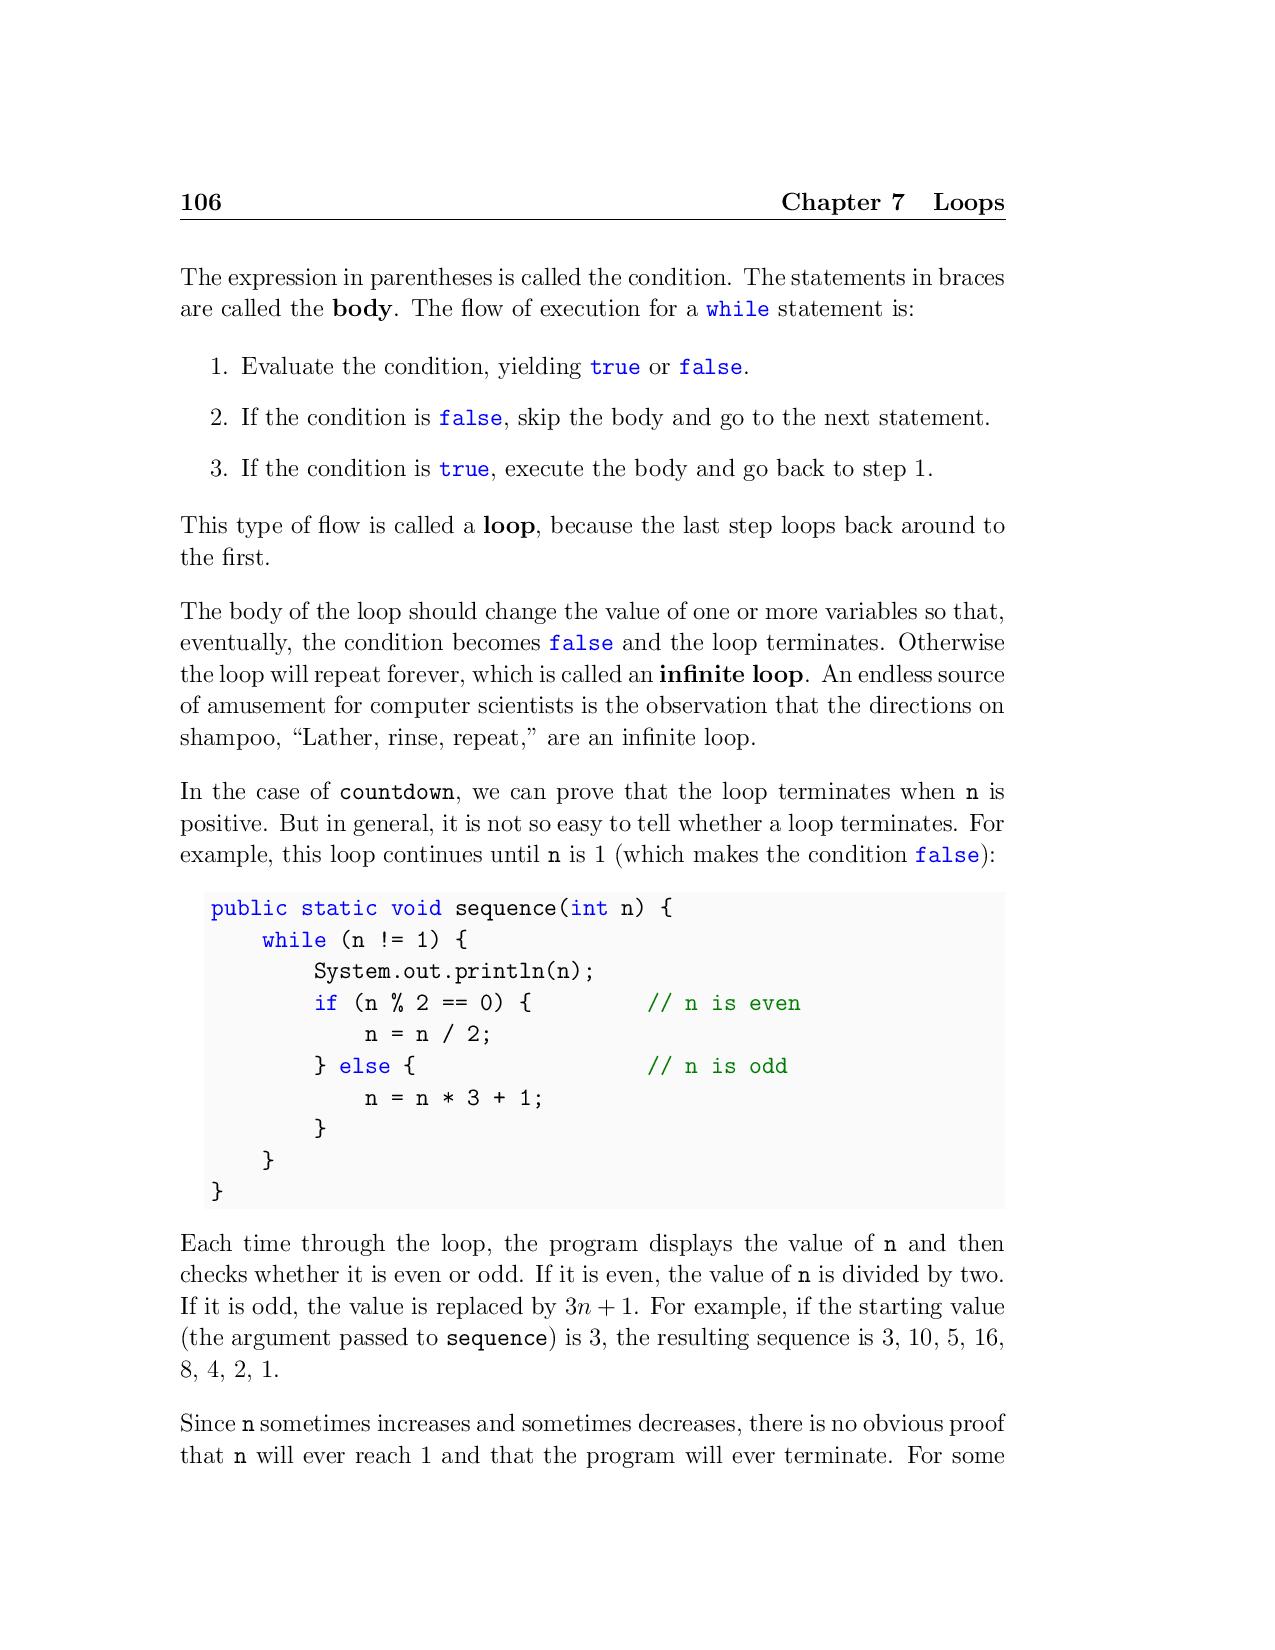 106 Chapter 7 Loops
The expression in parentheses is called the condition. The statements in braces
are called the body. The flow of execution for a while statement is:
1. Evaluate the condition, yielding true or false.
2. If the condition is false, skip the body and go to the next statement.
3. If the condition is true, execute the body and go back to step 1.
This type of flow is called a loop, because the last step loops back around to
the first.
The body of the loop should change the value of one or more variables so that,
eventually, the condition becomes false and the loop terminates. Otherwise
the loop will repeat forever, which is called an infinite loop. An endless source
of amusement for computer scientists is the observation that the directions on
shampoo, “Lather, rinse, repeat,” are an infinite loop.
In the case of countdown, we can prove that the loop terminates when n is
positive. But in general, it is not so easy to tell whether a loop terminates. For
example, this loop continues until n is 1 (which makes the condition false):
public static void sequence(int n) {
    while (n != 1) {
        System.out.println(n);
        if (n % 2 == 0) {         // n is even
            n = n / 2;
        } else {                  // n is odd
            n = n * 3 + 1;
        }
    }
}
Each time through the loop, the program displays the value of n and then
checks whether it is even or odd. If it is even, the value of n is divided by two.
If it is odd, the value is replaced by 3n + 1. For example, if the starting value
(the argument passed to sequence) is 3, the resulting sequence is 3, 10, 5, 16,
8, 4, 2, 1.
Since n sometimes increases and sometimes decreases, there is no obvious proof
that n will ever reach 1 and that the program will ever terminate. For some